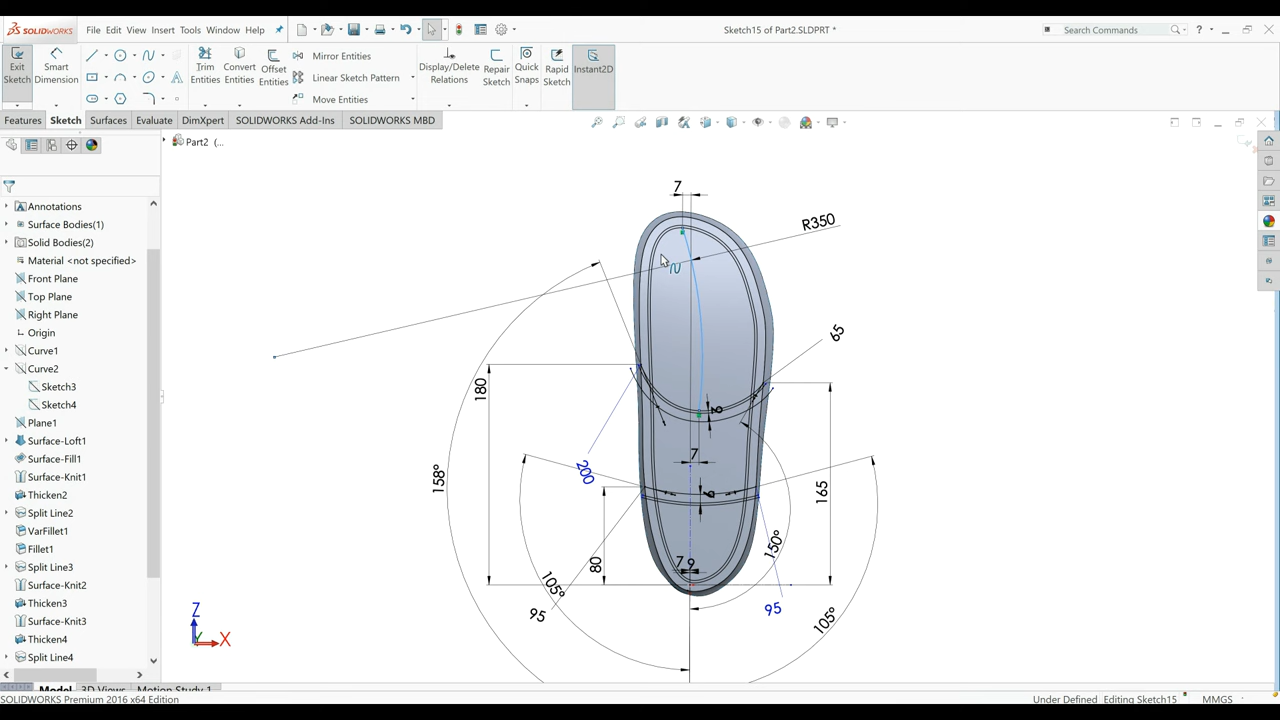 SOLIDWORKS File Edit View Insert Tools Window Help Sketch15 of Part2.SLDPRT * Search Commands
Exit Sketch
Smart Dimension
Trim Entities
Convert Entities
Offset Entities
Mirror Entities
Linear Sketch Pattern
Move Entities
Display/Delete Relations
Repair Sketch
Quick Snaps
Rapid Sketch
Instant2D
Features Sketch Surfaces Evaluate DimXpert SOLIDWORKS Add-Ins SOLIDWORKS MBD
Part2 (...
Annotations
Surface Bodies(1)
Solid Bodies(2)
Material <not specified>
Front Plane
Top Plane
Right Plane
Origin
Curve1
Curve2
Sketch3
Sketch4
Plane1
Surface-Loft1
Surface-Fill1
Surface-Knit1
Thicken2
Split Line2
VarFillet1
Fillet1
Split Line3
Surface-Knit2
Thicken3
Surface-Knit3
Thicken4
Split Line4
7
R350
65
180
7
200
158°
165
80
150°
105°
95
95
105°
Z
X
Model 3D Views Motion Study 1
SOLIDWORKS Premium 2016 x64 Edition Under Defined Editing Sketch15 MMGS